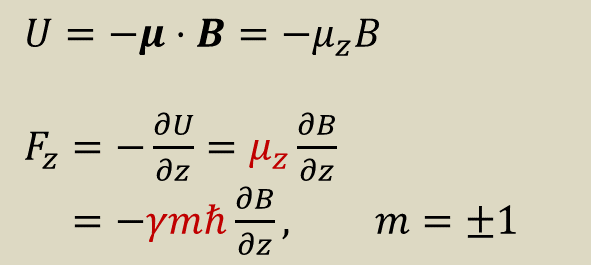 U = −μ · B = −μ_z B
F_z = −∂U/∂z = μ_z ∂B/∂z
= −γmħ ∂B/∂z, m = ±1